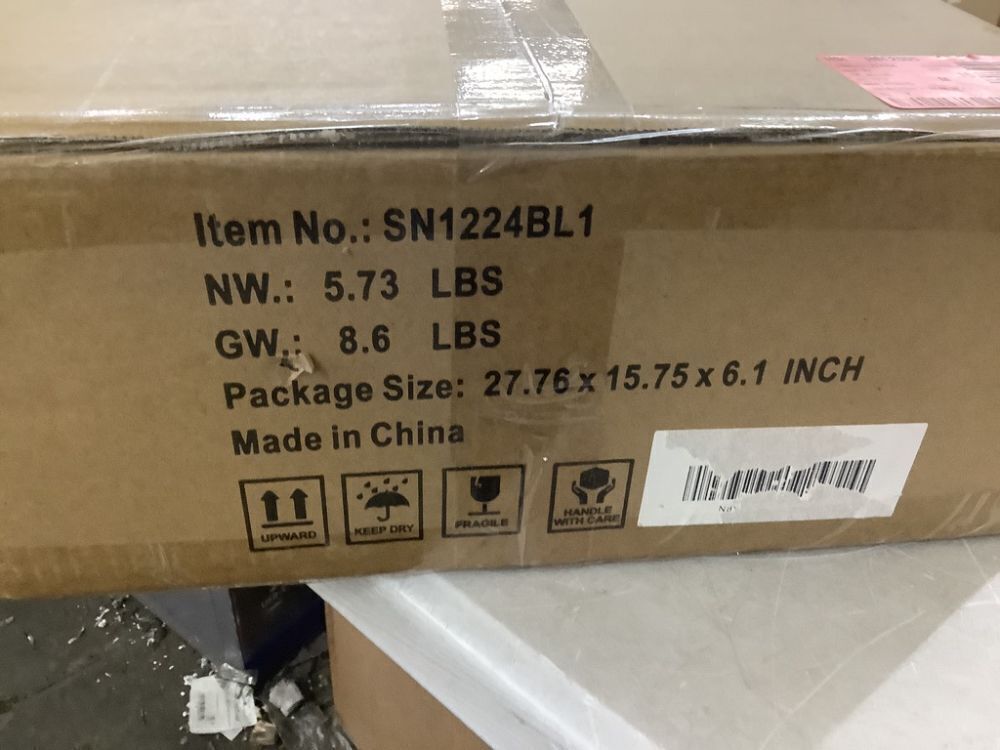 Item No.: SN1224BL1
NW.: 5.73 LBS
GW.: 8.6 LBS
Package Size: 27.76 x 15.75 x 6.1 INCH
Made in China
UPWARD
KEEP DRY
FRAGILE
HANDLE
WITH CARE